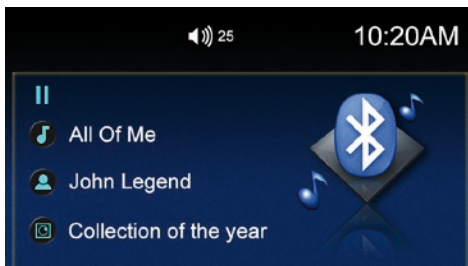 25
10:20AM
All Of Me
John Legend
Collection of the year